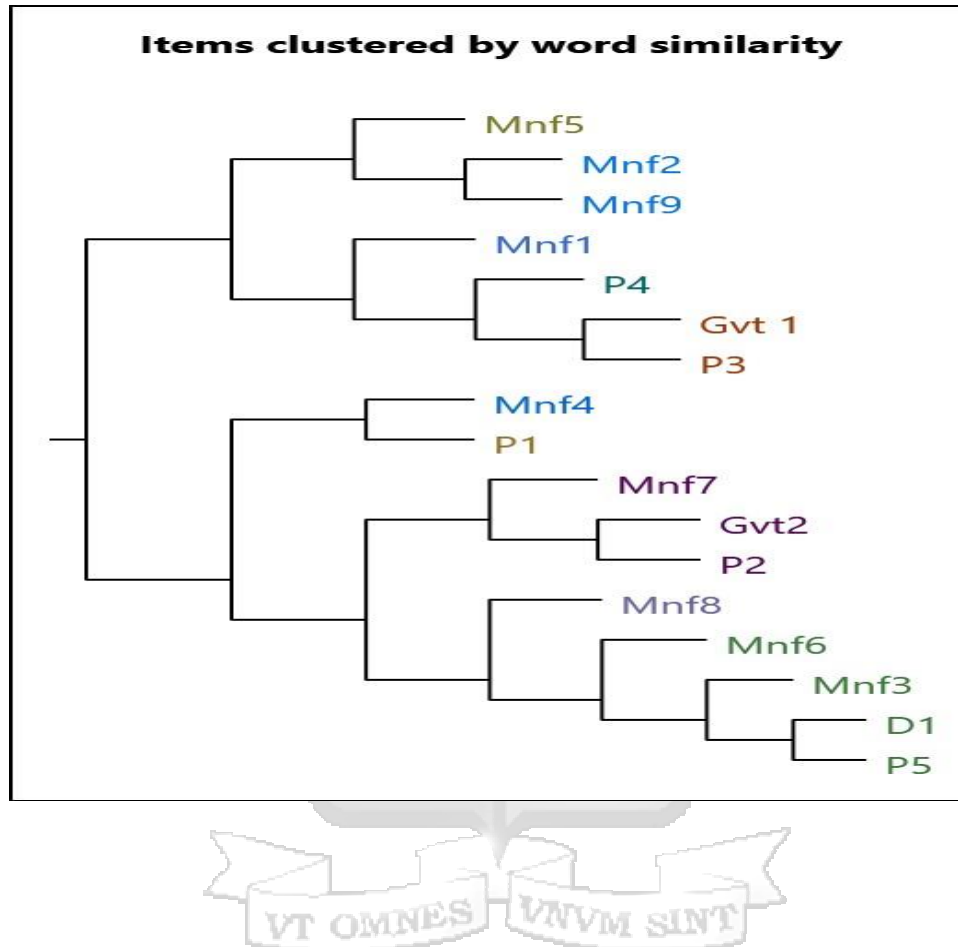 Items clustered by word similarity
Mnf5
Mnf2
Mnf9
Mnf1
P4
Gvt 1
P3
Mnf4
P1
Mnf7
Gvt2
P2
Mnf8
Mnf6
Mnf3
D1
P5
VT OMNES VNVM SINT